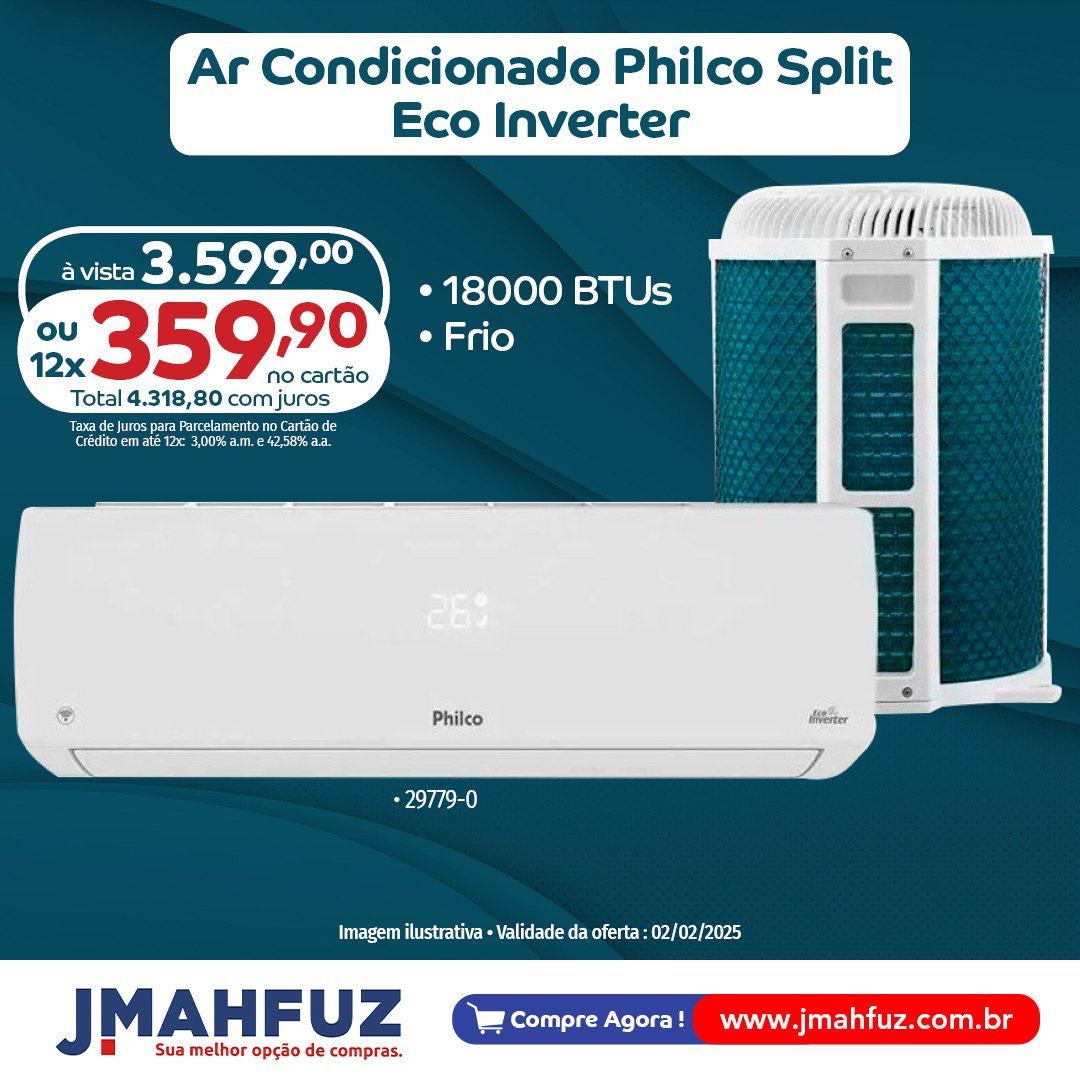 Ar Condicionado Philco Split
Eco Inverter
à vista 3.599,00
ou
12x 359,90
no cartão
Total 4.318,80 com juros
Taxa de Juros para Parcelamento no Cartão de
Crédito em até 12x: 3,00% a.m. e 42,58% a.a.
• 18000 BTUs
• Frio
26
Philco
Eco
Inverter
• 29779-0
Imagem ilustrativa • Validade da oferta : 02/02/2025
JMAHFUZ
Sua melhor opção de compras.
Compre Agora !
www.jmahfuz.com.br